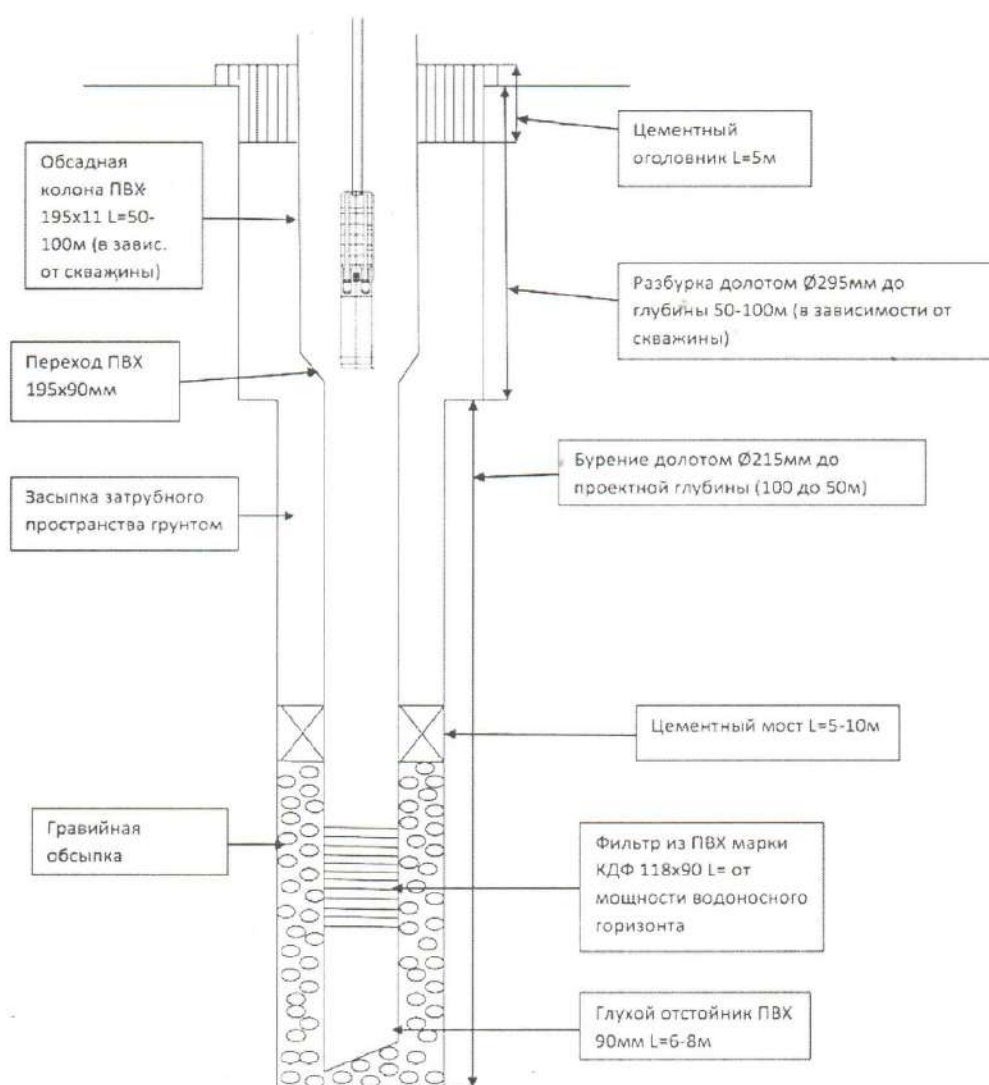 Цементный
оголовник L=5м
Обсадная
колона ПВХ
195х11 L=50-
100м (в завис.
от скважины)
Разбурка долотом Ø295мм до
глубины 50-100м (в зависимости от
скважины)
Переход ПВХ
195х90мм
Бурение долотом Ø215мм до
проектной глубины (100 до 50м)
Засыпка затрубного
пространства грунтом
Цементный мост L=5-10м
Гравийная
обсыпка
Фильтр из ПВХ марки
КДФ 118х90 L= от
мощности водоносного
горизонта
Глухой отстойник ПВХ
90мм L=6-8м